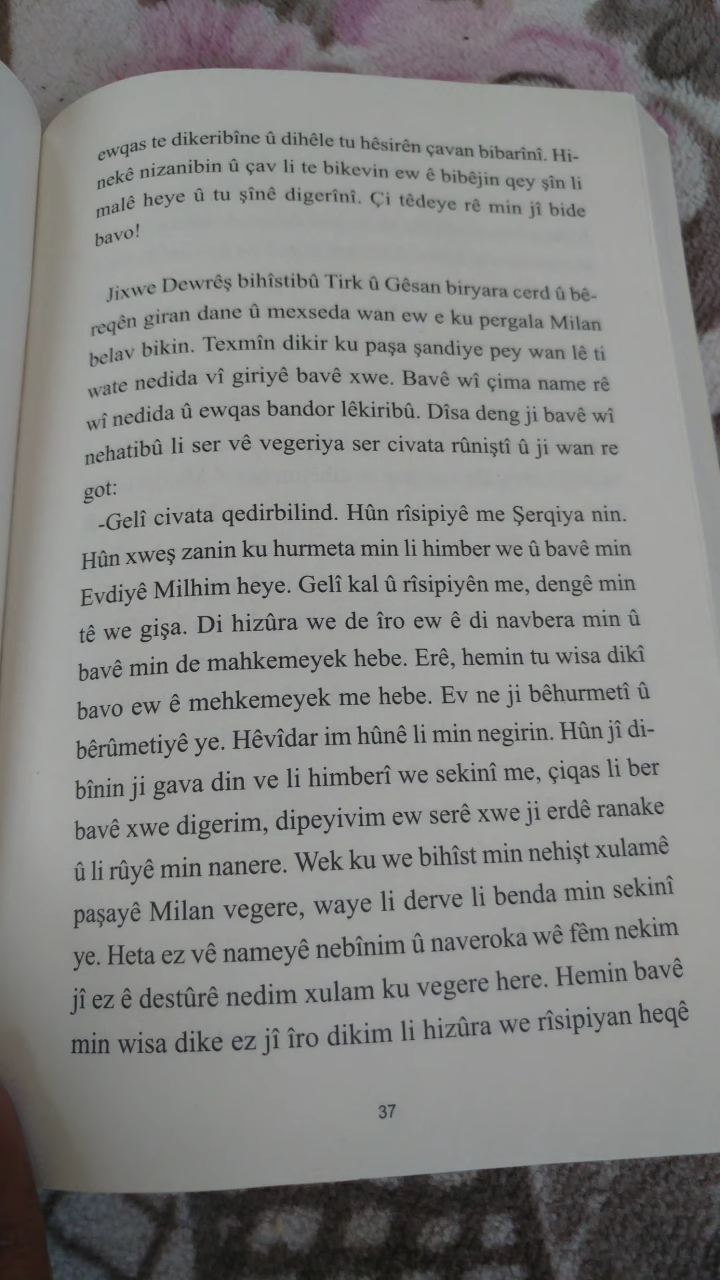 ewqas te dikeribîne û dihêle tu hêsirên çavan bibarînî. Hi-
nekê nizanibin û çav li te bikevin ew ê bibêjin qey şîn li
malê heye û tu şînê digerînî. Çi têdeye rê min jî bide
bavo!
Jixwe Dewrêş bihîstibû Tirk û Gêsan biryara cerd û bê-
reqên giran dane û mexseda wan ew e ku pergala Milan
belav bikin. Texmîn dikir ku paşa şandiye pey wan lê ti
wate nedida vî giriyê bavê xwe. Bavê wî çima name rê
wî nedida û ewqas bandor lêkiribû. Dîsa deng ji bavê wî
nehatibû li ser vê vegeriya ser civata rûniştî û ji wan re
got:
-Gelî civata qedirbilind. Hûn rîsipiyê me Şerqiya nin.
Hûn xweş zanin ku hurmeta min li himber we û bavê min
Evdiyê Milhim heye. Gelî kal û rîsipiyên me, dengê min
tê we gişa. Di hizûra we de îro ew ê di navbera min û
bavê min de mahkemeyek hebe. Erê, hemin tu wisa dikî
bavo ew ê mehkemeyek me hebe. Ev ne ji bêhurmetî û
bêrûmetiyê ye. Hêvîdar im hûnê li min negirin. Hûn jî di-
bînin ji gava din ve li himberî we sekinî me, çiqas li ber
bavê xwe digerim, dipeyivim ew serê xwe ji erdê ranake
û li rûyê min nanere. Wek ku we bihîst min nehişt xulamê
paşayê Milan vegere, waye li derve li benda min sekinî
ye. Heta ez vê nameyê nebînim û naveroka wê fêm nekim
jî ez ê destûrê nedim xulam ku vegere here. Hemin bavê
min wisa dike ez jî îro dikim li hizûra we rîsipiyan heqê
37